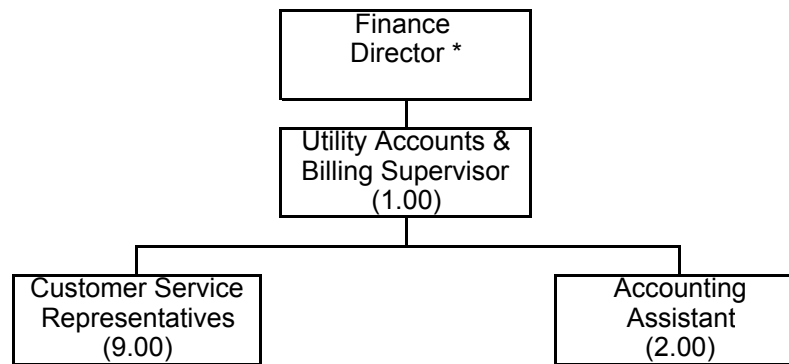 Finance
Director *
Utility Accounts &
Billing Supervisor
(1.00)
Customer Service
Representatives
(9.00)
Accounting
Assistant
(2.00)